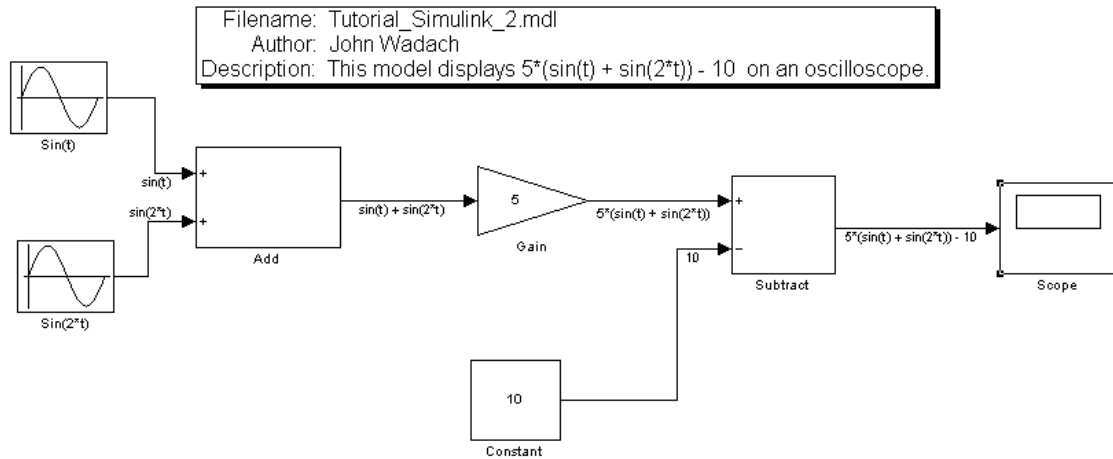 Filename: Tutorial_Simulink_2.mdl
Author: John Wadach
Description: This model displays 5*(sin(t) + sin(2*t)) - 10 on an oscilloscope.
Sin(t)
sin(t)
+
sin(2*t)
+
Add
Sin(2*t)
sin(t) + sin(2*t)
5
Gain
5*(sin(t) + sin(2*t))
+
10
−
Subtract
5*(sin(t) + sin(2*t)) - 10
Scope
10
Constant